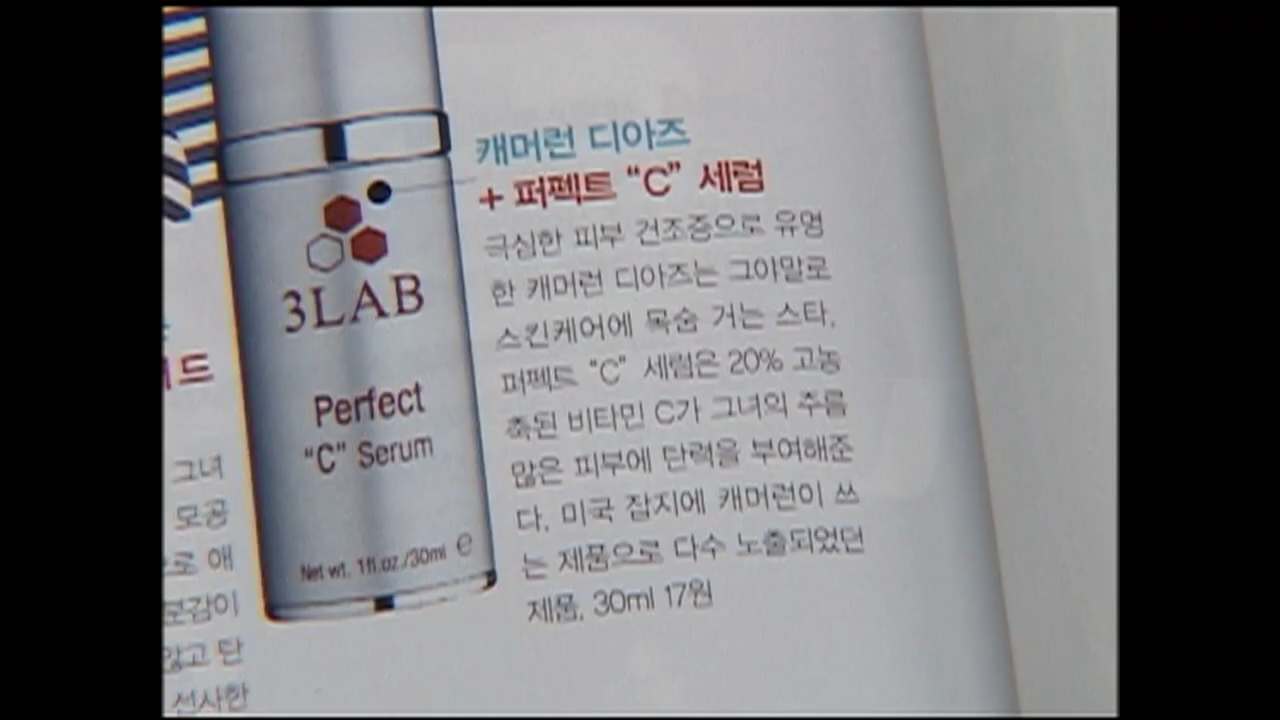 3LAB
Perfect
“C” Serum
Net wt. 1fl.oz./30ml e
캐머런 디아즈
+ 퍼펙트 “C” 세럼
극심한 피부 건조증으로 유명
한 캐머런 디아즈는 그야말로
스킨케어에 목숨 거는 스타.
퍼펙트 “C” 세럼은 20% 고농
축된 비타민 C가 그녀의 주름
많은 피부에 탄력을 부여해준
다. 미국 잡지에 캐머런이 쓰
는 제품으로 다수 노출되었던
제품. 30ml 17원
드
그녀
모공
로 애
감이
않고 탄
선사한